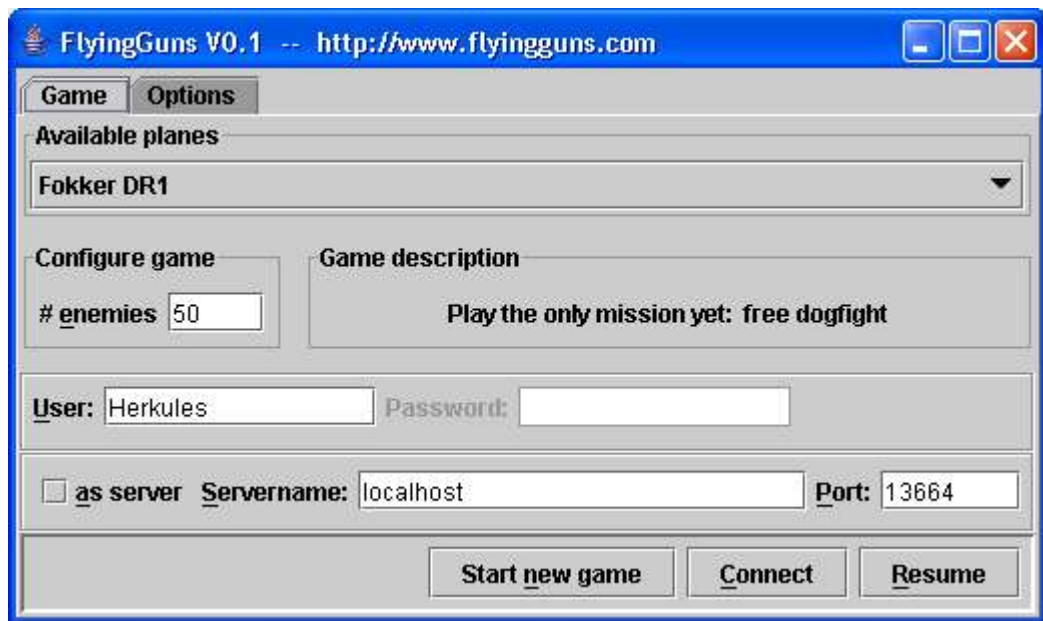 FlyingGuns V0.1 -- http://www.flyingguns.com
Game Options
Available planes
Fokker DR1
Configure game Game description
# enemies 50 Play the only mission yet: free dogfight
User: Herkules Password:
as server Servername: localhost Port: 13664
Start new game Connect Resume